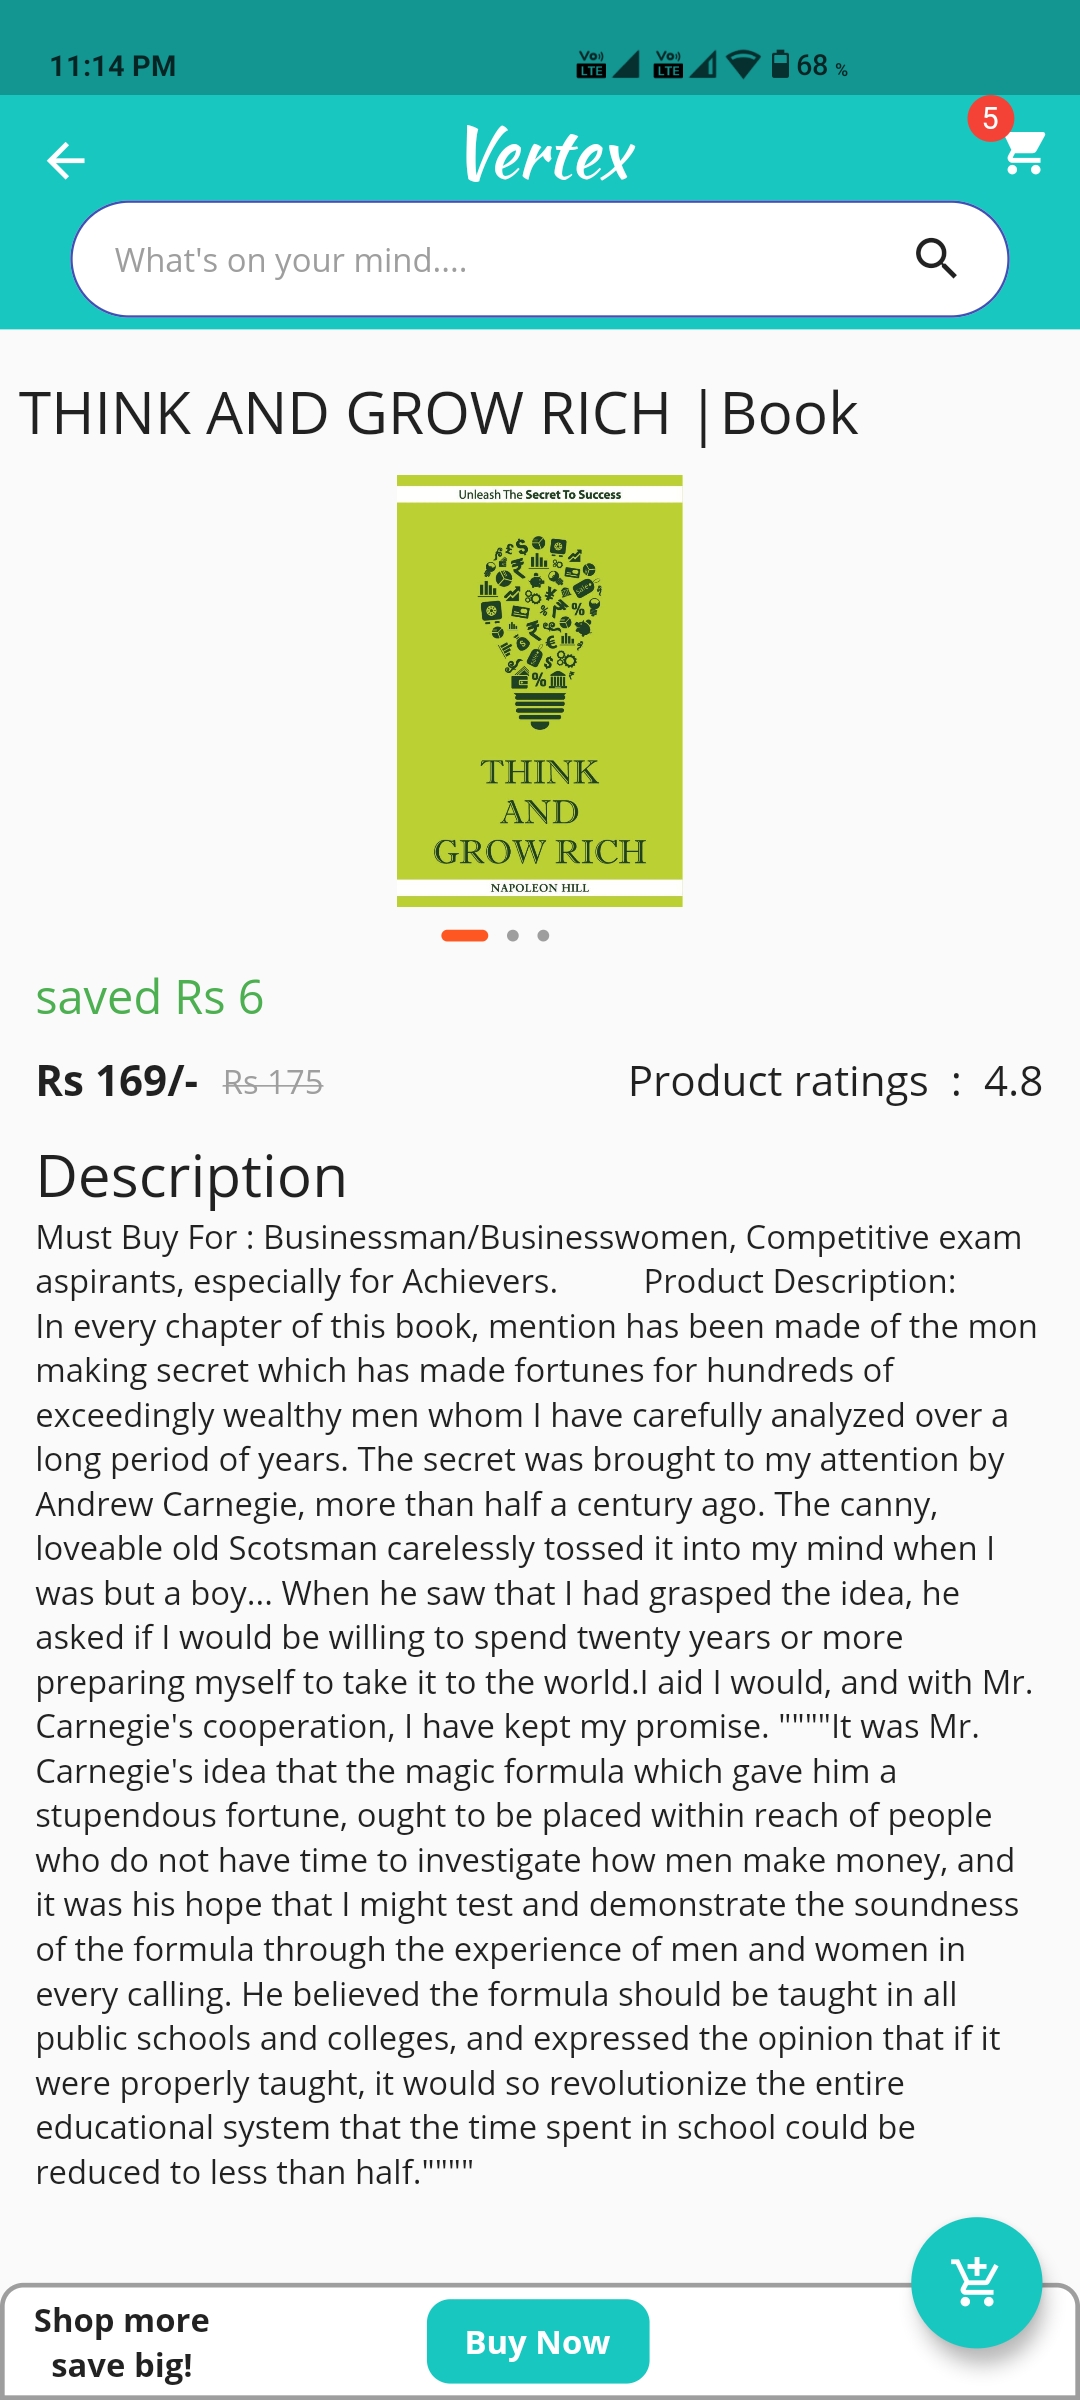 11:14 PM
Vo))
LTE
Vo))
LTE
68 %
5
Vertex
What's on your mind....
THINK AND GROW RICH |Book
Unleash The Secret To Success
THINK
AND
GROW RICH
NAPOLEON HILL
saved Rs 6
Rs 169/- Rs 175
Product ratings : 4.8
Description
Must Buy For : Businessman/Businesswomen, Competitive exam
aspirants, especially for Achievers. Product Description:
In every chapter of this book, mention has been made of the mon
making secret which has made fortunes for hundreds of
exceedingly wealthy men whom I have carefully analyzed over a
long period of years. The secret was brought to my attention by
Andrew Carnegie, more than half a century ago. The canny,
loveable old Scotsman carelessly tossed it into my mind when I
was but a boy... When he saw that I had grasped the idea, he
asked if I would be willing to spend twenty years or more
preparing myself to take it to the world.I aid I would, and with Mr.
Carnegie's cooperation, I have kept my promise. """"It was Mr.
Carnegie's idea that the magic formula which gave him a
stupendous fortune, ought to be placed within reach of people
who do not have time to investigate how men make money, and
it was his hope that I might test and demonstrate the soundness
of the formula through the experience of men and women in
every calling. He believed the formula should be taught in all
public schools and colleges, and expressed the opinion that if it
were properly taught, it would so revolutionize the entire
educational system that the time spent in school could be
reduced to less than half.""""
Shop more
save big!
Buy Now